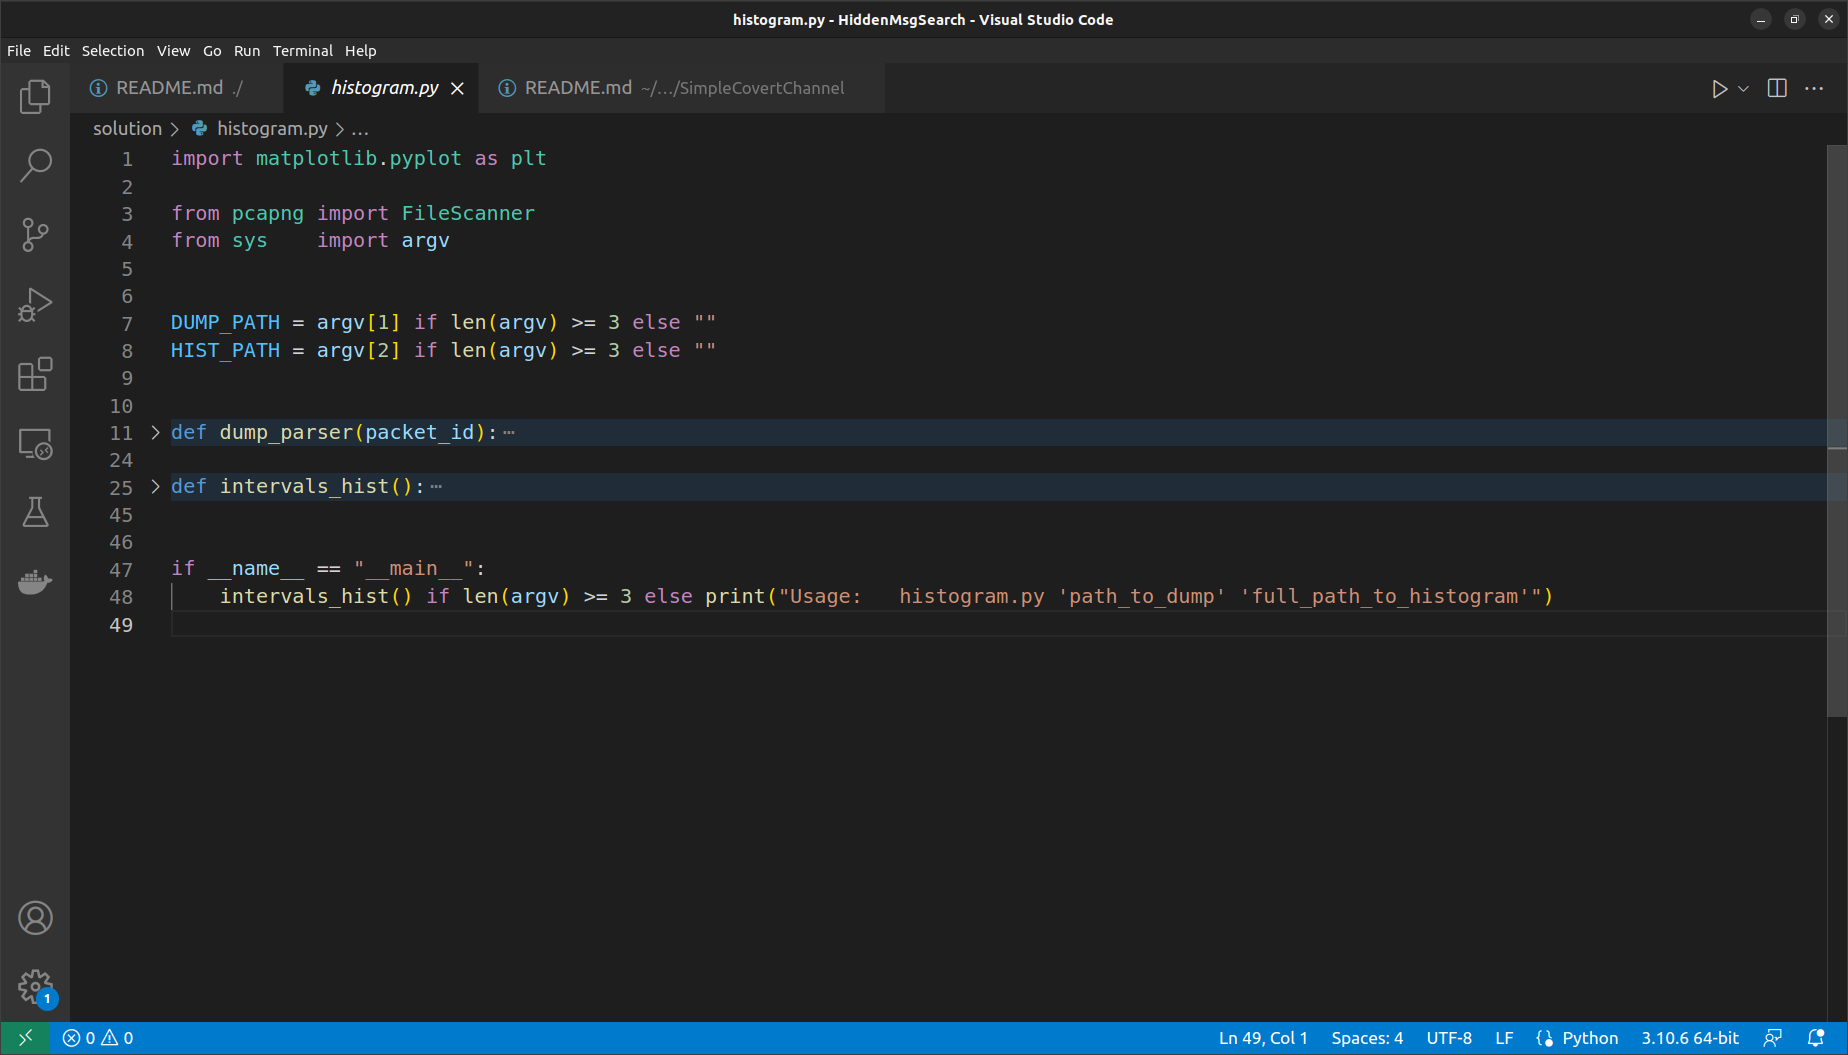 histogram.py - HiddenMsgSearch - Visual Studio Code
File Edit Selection View Go Run Terminal Help
README.md ./ histogram.py README.md ~/.../SimpleCovertChannel
solution > histogram.py > ...
1 import matplotlib.pyplot as plt
2
3 from pcapng import FileScanner
4 from sys    import argv
5
6
7 DUMP_PATH = argv[1] if len(argv) >= 3 else ""
8 HIST_PATH = argv[2] if len(argv) >= 3 else ""
9
10
11 def dump_parser(packet_id):⋯
24
25 def intervals_hist():⋯
45
46
47 if __name__ == "__main__":
48     intervals_hist() if len(argv) >= 3 else print("Usage:   histogram.py 'path_to_dump' 'full_path_to_histogram'")
49
1
0 0 Ln 49, Col 1 Spaces: 4 UTF-8 LF Python 3.10.6 64-bit